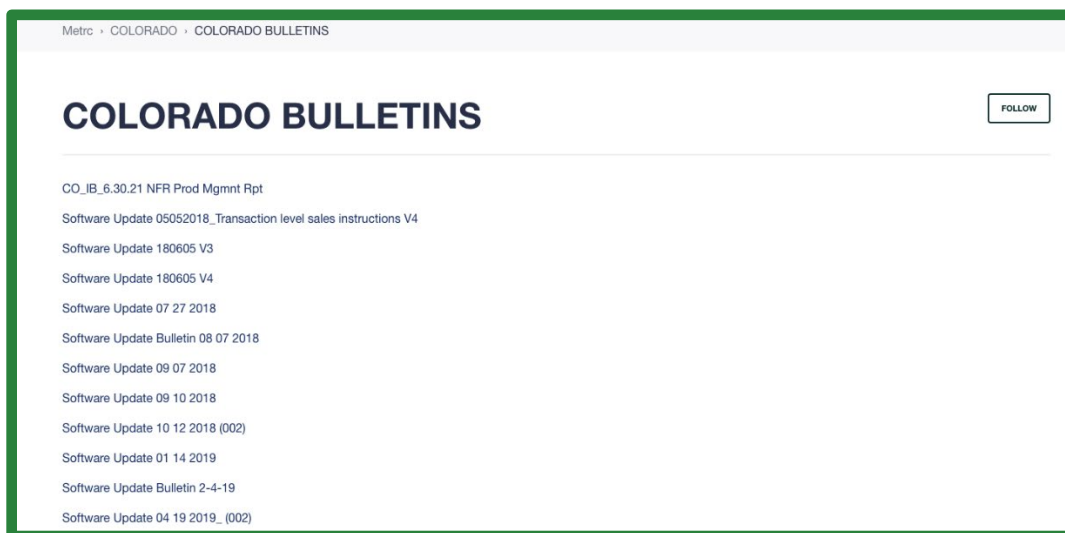 Metrc › COLORADO › COLORADO BULLETINS
COLORADO BULLETINS
FOLLOW
CO_IB_6.30.21 NFR Prod Mgmnt Rpt
Software Update 05052018_Transaction level sales instructions V4
Software Update 180605 V3
Software Update 180605 V4
Software Update 07 27 2018
Software Update Bulletin 08 07 2018
Software Update 09 07 2018
Software Update 09 10 2018
Software Update 10 12 2018 (002)
Software Update 01 14 2019
Software Update Bulletin 2-4-19
Software Update 04 19 2019_ (002)